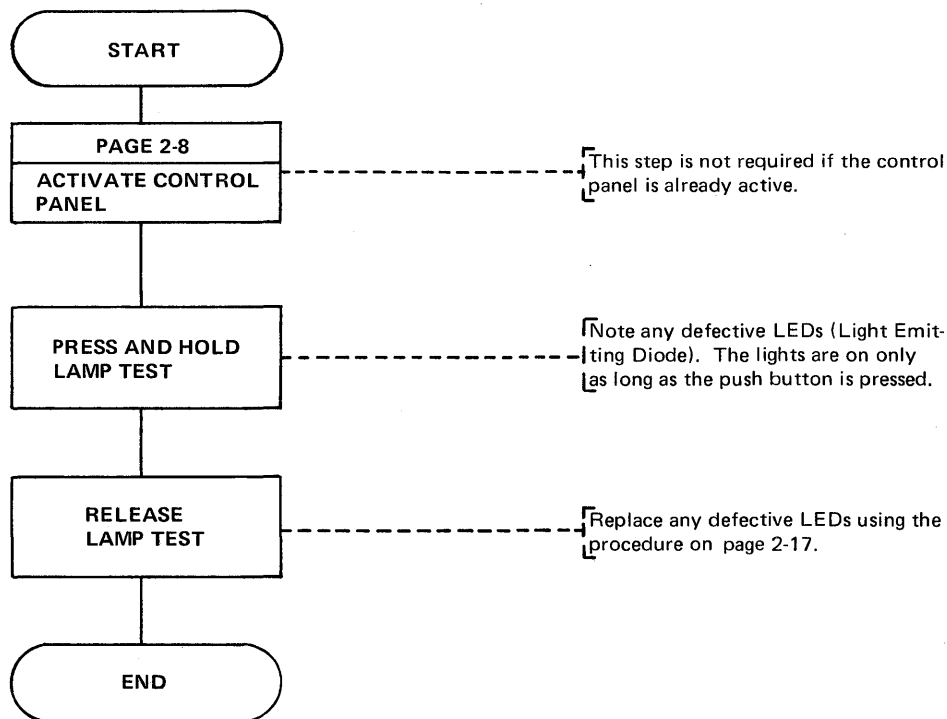 START
PAGE 2-8
ACTIVATE CONTROL
PANEL
This step is not required if the control
panel is already active.
PRESS AND HOLD
LAMP TEST
Note any defective LEDs (Light Emit-
ting Diode). The lights are on only
as long as the push button is pressed.
RELEASE
LAMP TEST
Replace any defective LEDs using the
procedure on page 2-17.
END